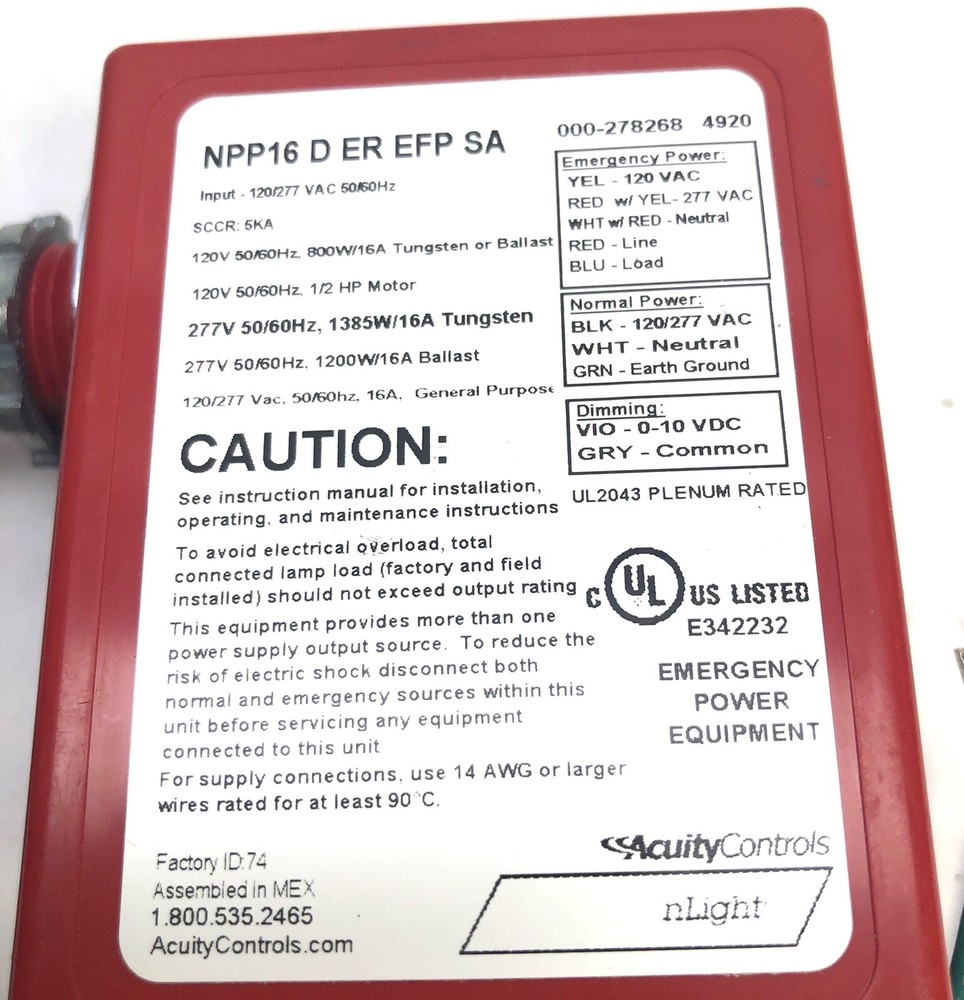 NPP16 D ER EFP SA
Input - 120/277 VAC 50/60Hz
SCCR: 5KA
120V 50/60Hz, 800W/16A Tungsten or Ballast
120V 50/60Hz, 1/2 HP Motor
277V 50/60Hz, 1385W/16A Tungsten
277V 50/60Hz, 1200W/16A Ballast
120/277 Vac, 50/60hz, 16A, General Purpose
000-278268 4920
Emergency Power:
YEL - 120 VAC
RED w/ YEL- 277 VAC
WHT w/ RED - Neutral
RED - Line
BLU - Load
Normal Power:
BLK - 120/277 VAC
WHT - Neutral
GRN - Earth Ground
Dimming:
VIO - 0-10 VDC
GRY - Common
UL2043 PLENUM RATED
CAUTION:
See instruction manual for installation,
operating, and maintenance instructions
To avoid electrical overload, total
connected lamp load (factory and field
installed) should not exceed output rating
This equipment provides more than one
power supply output source. To reduce the
risk of electric shock disconnect both
normal and emergency sources within this
unit before servicing any equipment
connected to this unit
For supply connections, use 14 AWG or larger
wires rated for at least 90°C.
C UL US LISTED
E342232
EMERGENCY
POWER
EQUIPMENT
Factory ID:74
Assembled in MEX
1.800.535.2465
AcuityControls.com
AcuityControls
nLight